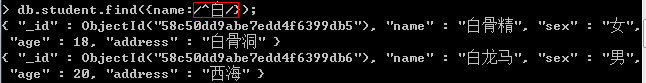 > db.student.find({name:/^白/});
{ "_id" : ObjectId("58c50dd9abe7edd4f6399db5"), "name" : "白骨精", "sex" : "女",
"age" : 18, "address" : "白骨洞" }
{ "_id" : ObjectId("58c50dd9abe7edd4f6399db6"), "name" : "白龙马", "sex" : "男",
"age" : 20, "address" : "西海" }